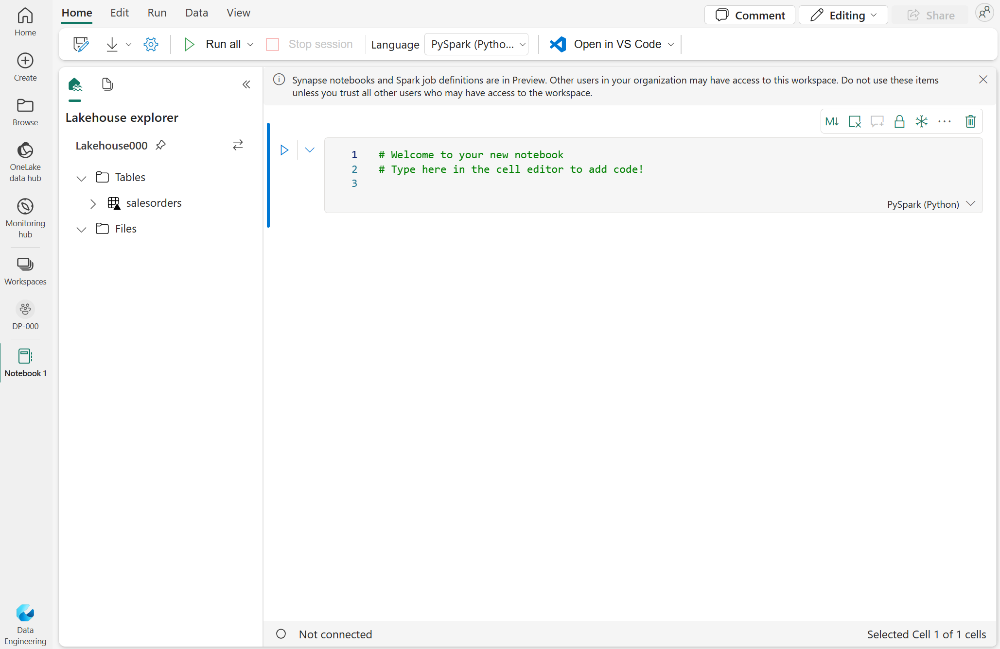 Home
Create
Browse
OneLake
data hub
Monitoring
hub
Workspaces
DP-000
Notebook 1
Data
Engineering
Home Edit Run Data View
Comment Editing Share
Run all Stop session Language PySpark (Pytho... Open in VS Code
Lakehouse explorer
Lakehouse000
Tables
salesorders
Files
Synapse notebooks and Spark job definitions are in Preview. Other users in your organization may have access to this workspace. Do not use these items
unless you trust all other users who may have access to the workspace.
M↓ ···
1 # Welcome to your new notebook
2 # Type here in the cell editor to add code!
3
PySpark (Python)
Not connected Selected Cell 1 of 1 cells